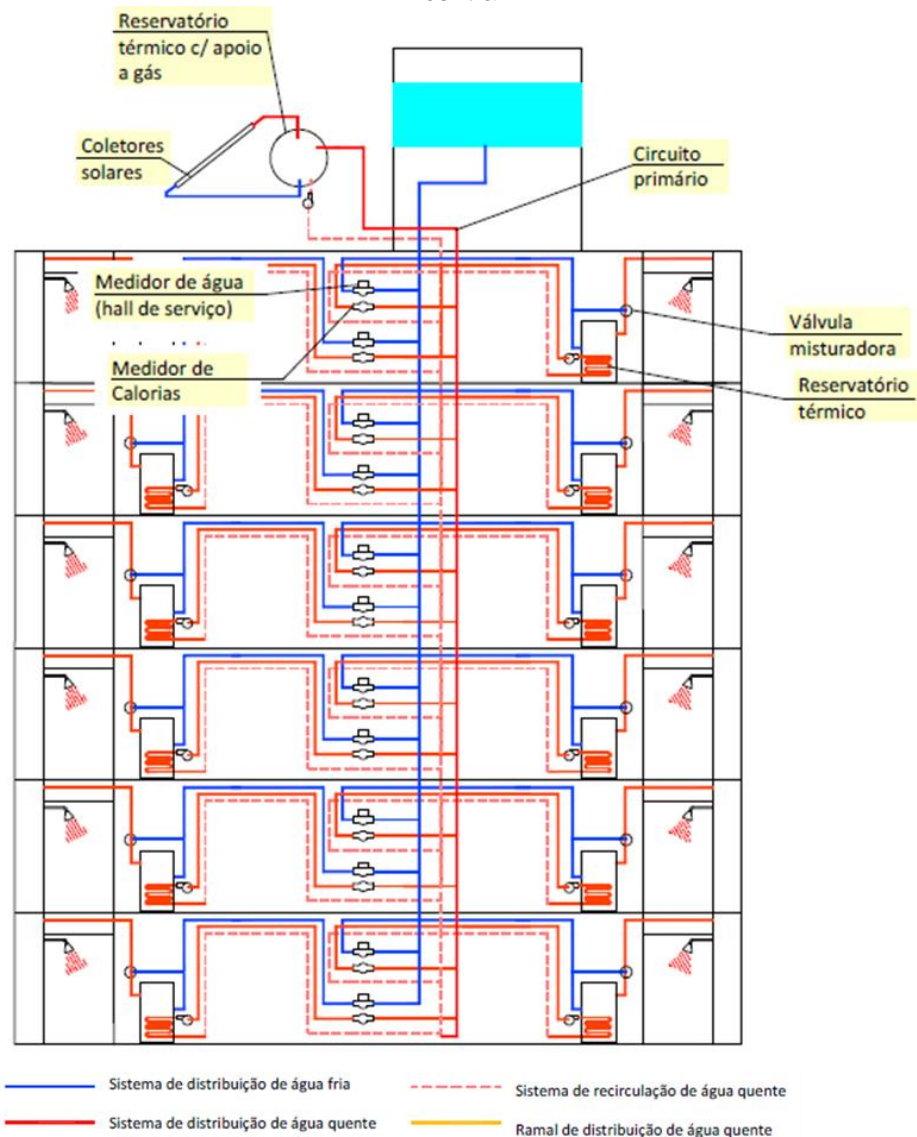 Reservatório
térmico c/ apoio
a gás
Coletores
solares
Circuito
primário
Medidor de água
(hall de serviço)
Medidor de
Calorias
Válvula
misturadora
Reservatório
térmico
Sistema de distribuição de água fria
Sistema de recirculação de água quente
Sistema de distribuição de água quente
Ramal de distribuição de água quente